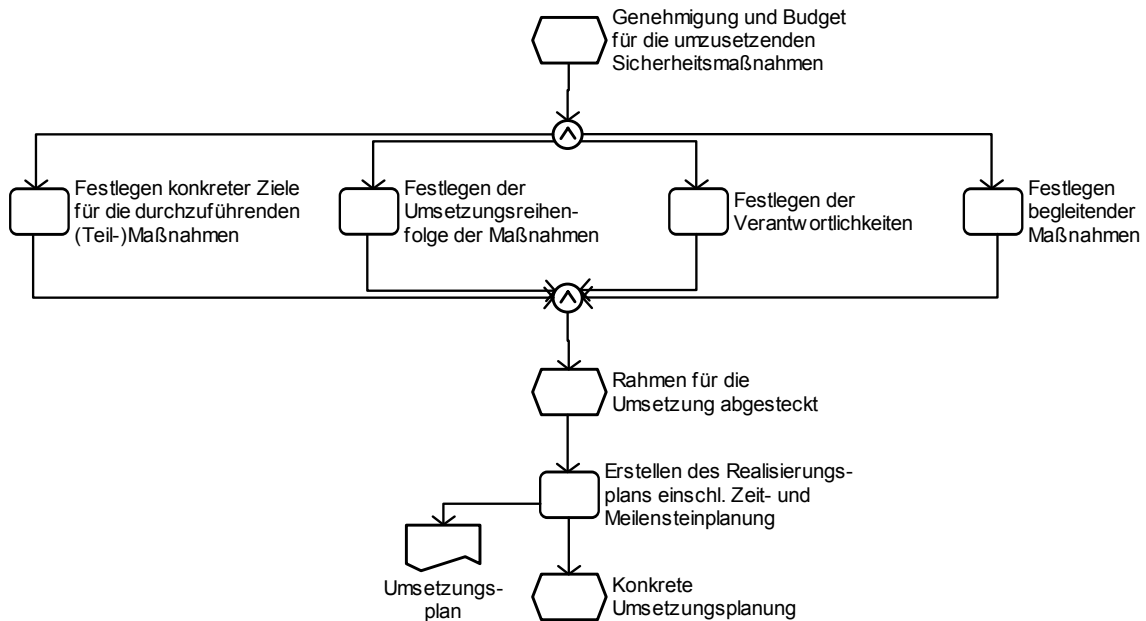 Genehmigung und Budget
für die umzusetzenden
Sicherheitsmaßnahmen
Festlegen konkreter Ziele
für die durchzuführenden
(Teil-)Maßnahmen
Festlegen der
Umsetzungsreihen-
folge der Maßnahmen
Festlegen der
Verantwortlichkeiten
Festlegen
begleitender
Maßnahmen
Rahmen für die
Umsetzung abgesteckt
Erstellen des Realisierungs-
plans einschl. Zeit- und
Meilensteinplanung
Umsetzungs-
plan
Konkrete
Umsetzungsplanung